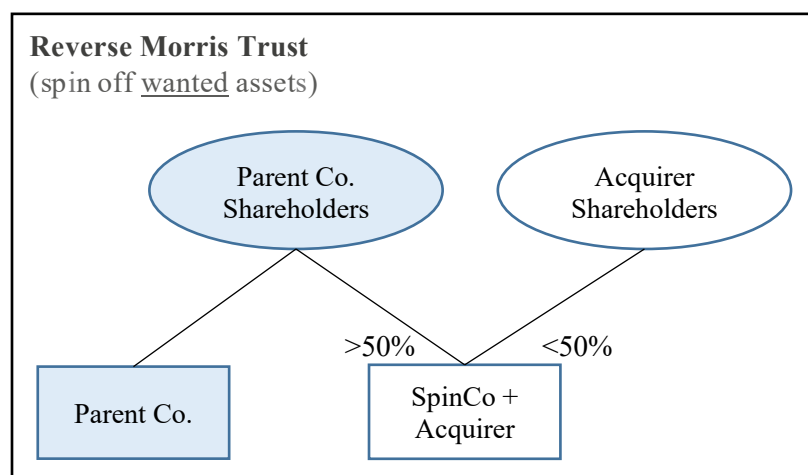 Reverse Morris Trust
(spin off wanted assets)
Parent Co.
Shareholders
Acquirer
Shareholders
>50%
<50%
Parent Co.
SpinCo +
Acquirer